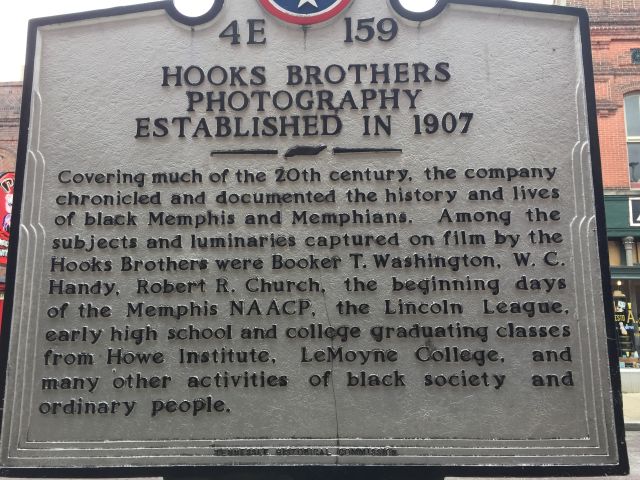 4E 159
HOOKS BROTHERS
PHOTOGRAPHY
ESTABLISHED IN 1907
Covering much of the 20th century, the company
chronicled and documented the history and lives
of black Memphis and Memphians. Among the
subjects and luminaries captured on film by the
Hooks Brothers were Booker T. Washington, W. C.
Handy, Robert R. Church, the beginning days
of the Memphis NAACP, the Lincoln League,
early high school and college graduating classes
from Howe Institute, LeMoyne College, and
many other activities of black society and
ordinary people.
TENNESSEE HISTORICAL COMMISSION